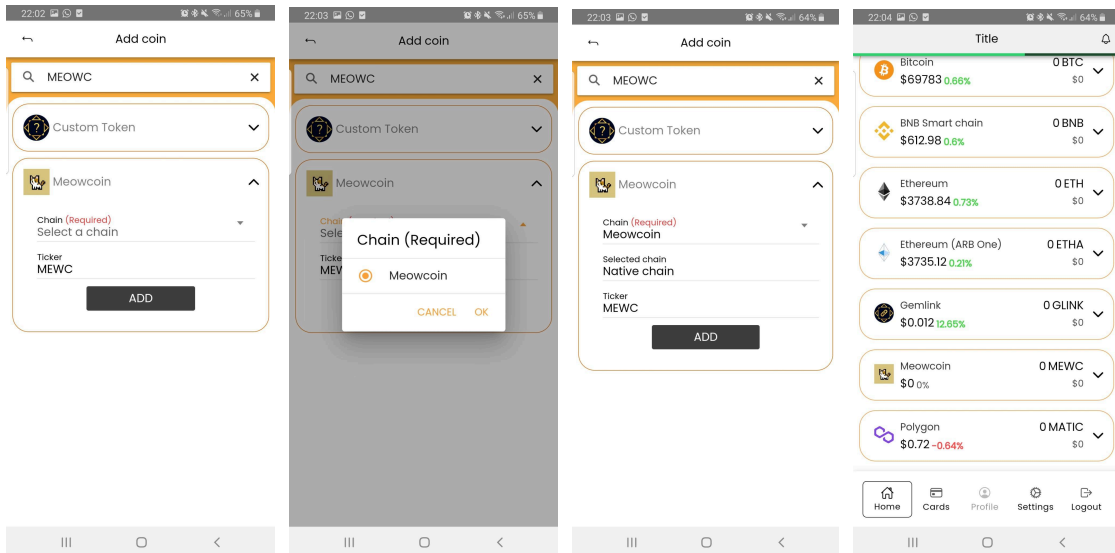 22:02
65%
Add coin
MEOWC
Custom Token
Meowcoin
Chain (Required)
Select a chain
Ticker
MEWC
ADD
22:03
65%
Add coin
MEOWC
Custom Token
Meowcoin
Chai
Sele
Ticke
MEW
Chain (Required)
Meowcoin
CANCEL OK
22:03
64%
Add coin
MEOWC
Custom Token
Meowcoin
Chain (Required)
Meowcoin
Selected chain
Native chain
Ticker
MEWC
ADD
22:04
64%
Title
Bitcoin 0 BTC
$69783 0.66% $0
BNB Smart chain 0 BNB
$612.98 0.6% $0
Ethereum 0 ETH
$3738.84 0.73% $0
Ethereum (ARB One) 0 ETHA
$3735.12 0.21% $0
Gemlink 0 GLINK
$0.012 12.65% $0
Meowcoin 0 MEWC
$0 0% $0
Polygon 0 MATIC
$0.72 -0.64% $0
Home Cards Profile Settings Logout